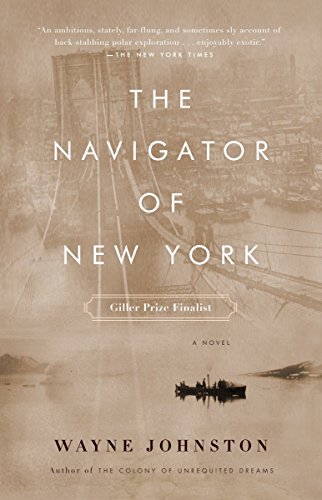 “An ambitious, stately, far-flung, and sometimes sly account of
back-stabbing polar exploration . . . enjoyably exotic.”
—THE NEW YORK TIMES
THE
NAVIGATOR
OF
NEW YORK
Giller Prize Finalist
A NOVEL
WAYNE JOHNSTON
Author of THE COLONY OF UNREQUITED DREAMS